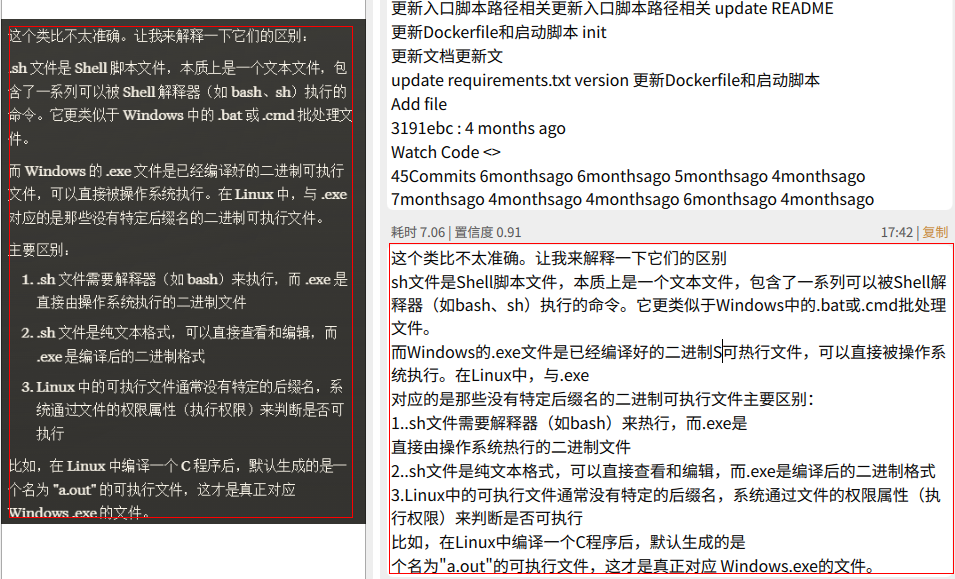 这个类比不太准确。让我来解释一下它们的区别：
.sh 文件是 Shell 脚本文件，本质上是一个文本文件，包
含了一系列可以被 Shell 解释器（如 bash、sh）执行的
命令。它更类似于 Windows 中的 .bat 或 .cmd 批处理文
件。
而 Windows 的 .exe 文件是已经编译好的二进制可执行
文件，可以直接被操作系统执行。在 Linux 中，与 .exe
对应的是那些没有特定后缀名的二进制可执行文件。
主要区别：
1. .sh 文件需要解释器（如 bash）来执行，而 .exe 是
直接由操作系统执行的二进制文件
2. .sh 文件是纯文本格式，可以直接查看和编辑，而
.exe 是编译后的二进制格式
3. Linux 中的可执行文件通常没有特定的后缀名，系
统通过文件的权限属性（执行权限）来判断是否可
执行
比如，在 Linux 中编译一个 C 程序后，默认生成的是一
个名为 "a.out" 的可执行文件，这才是真正对应
Windows .exe 的文件。
更新入口脚本路径相关更新入口脚本路径相关 update README
更新Dockerfile和启动脚本 init
更新文档更新文
update requirements.txt version 更新Dockerfile和启动脚本
Add file
3191ebc : 4 months ago
Watch Code <>
45Commits 6monthsago 6monthsago 5monthsago 4monthsago
7monthsago 4monthsago 4monthsago 6monthsago 4monthsago
耗时 7.06 | 置信度 0.91 17:42 | 复制
这个类比不太准确。让我来解释一下它们的区别
sh文件是Shell脚本文件，本质上是一个文本文件，包含了一系列可以被Shell解
释器（如bash、sh）执行的命令。它更类似于Windows中的.bat或.cmd批处理
文件。
而Windows的.exe文件是已经编译好的二进制S可热行文件，可以直接被操作系
统执行。在Linux中，与.exe
对应的是那些没有特定后缀名的二进制可执行文件主要区别：
1..sh文件需要解释器（如bash）来热行，而.exe是
直接由操作系统热行的二进制文件
2..sh文件是纯文本格式，可以直接查看和编辑，而.exe是编译后的二进制格式
3.Linux中的可执行文件通常没有特定的后缀名，系统通过文件的权限属性（执
行权限）来判断是否可执行
比如，在Linux中编译一个C程序后，默认生成的是
个名为"a.out"的可执行文件，这才是真正对应 Windows.exe的文件。